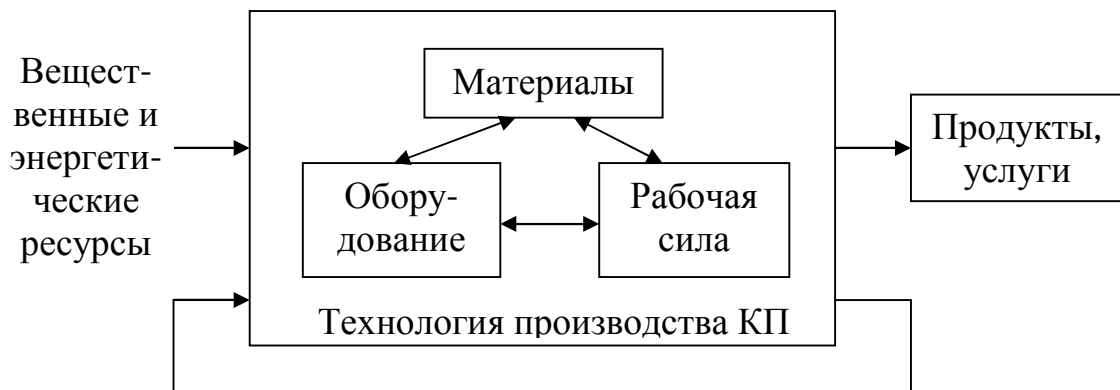 Вещест-
венные и
энергети-
ческие
ресурсы
Материалы
Обору-
дование
Рабочая
сила
Технология производства КП
Продукты,
услуги